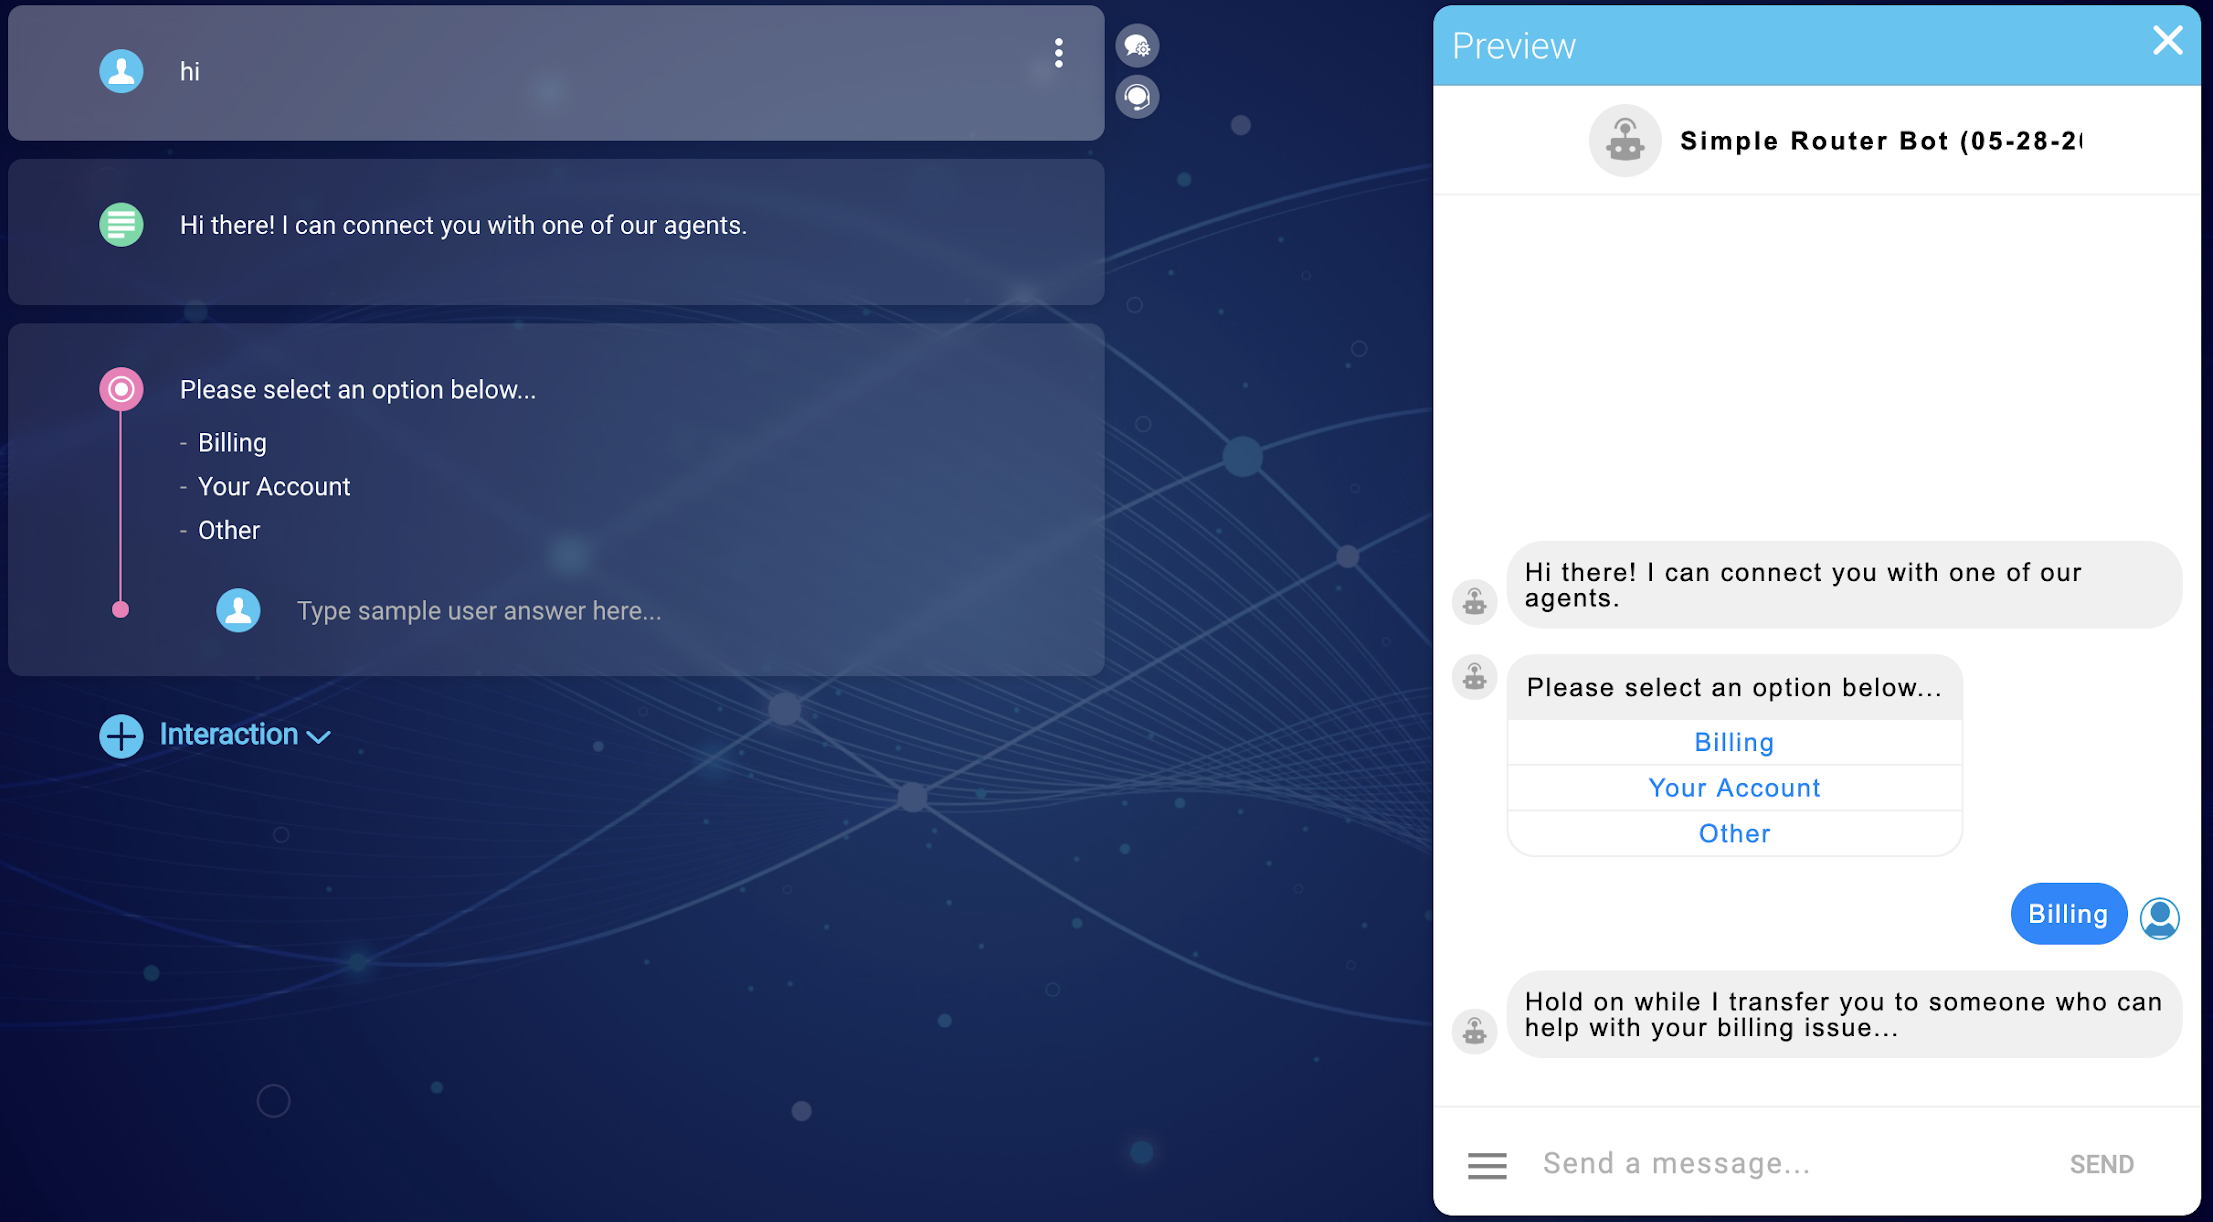 hi
Hi there! I can connect you with one of our agents.
Please select an option below...
- Billing
- Your Account
- Other
Type sample user answer here...
Interaction
Preview
Simple Router Bot (05-28-20
Hi there! I can connect you with one of our
agents.
Please select an option below...
Billing
Your Account
Other
Billing
Hold on while I transfer you to someone who can
help with your billing issue...
Send a message...
SEND